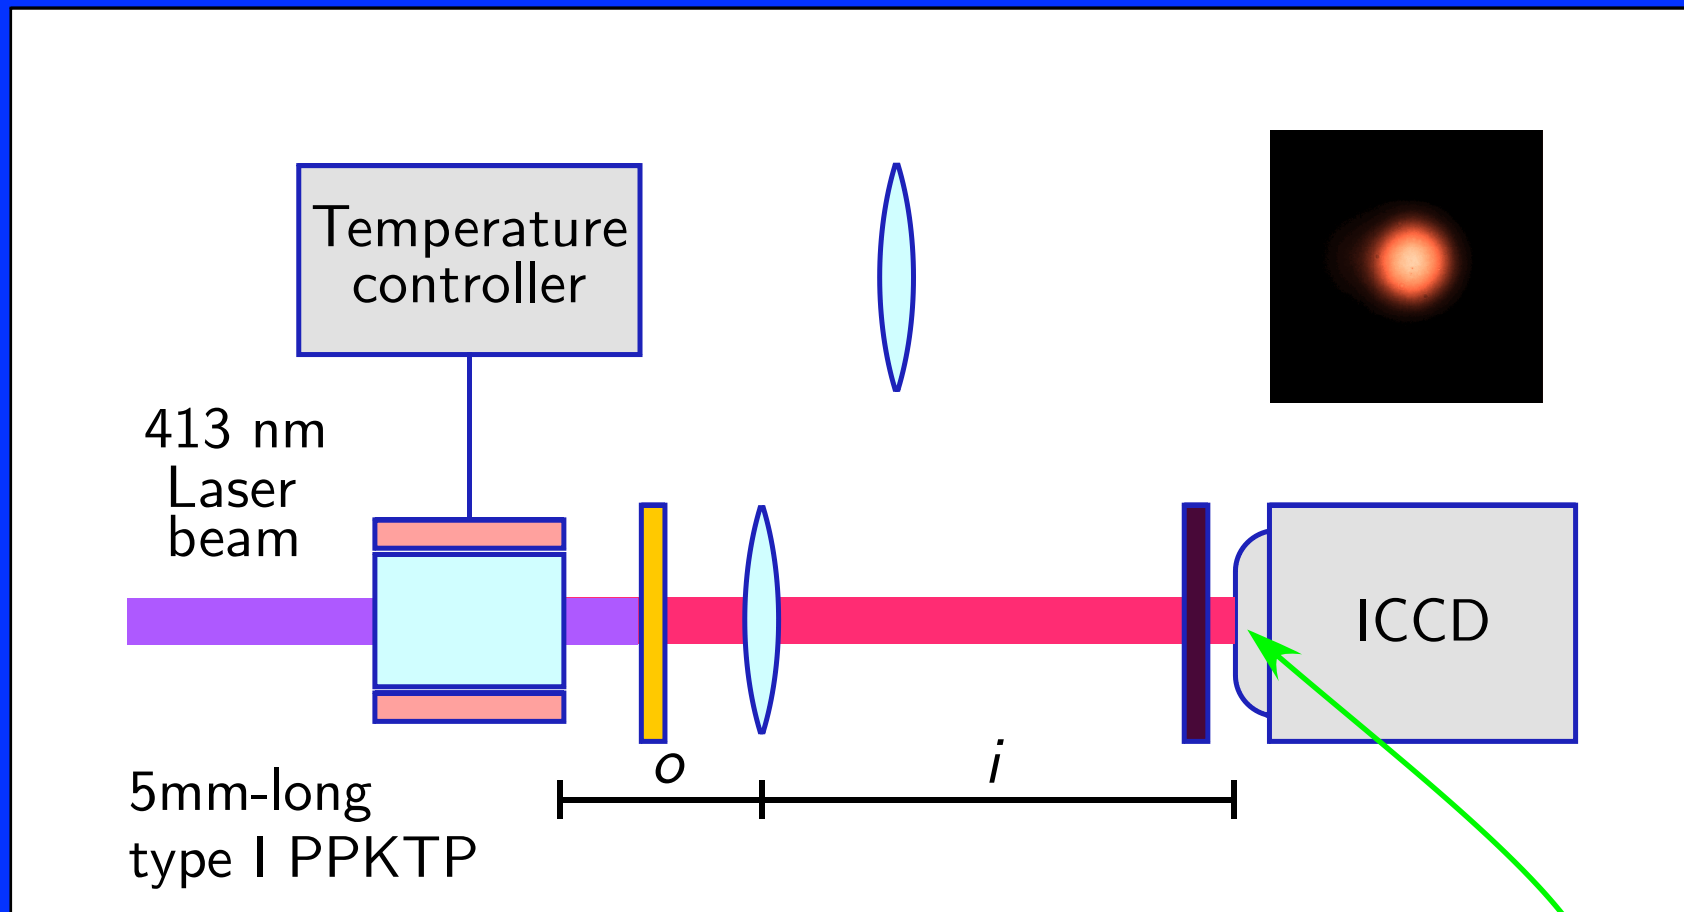 Temperature
controller
413 nm
Laser
beam
ICCD
o
i
5mm-long
type I PPKTP